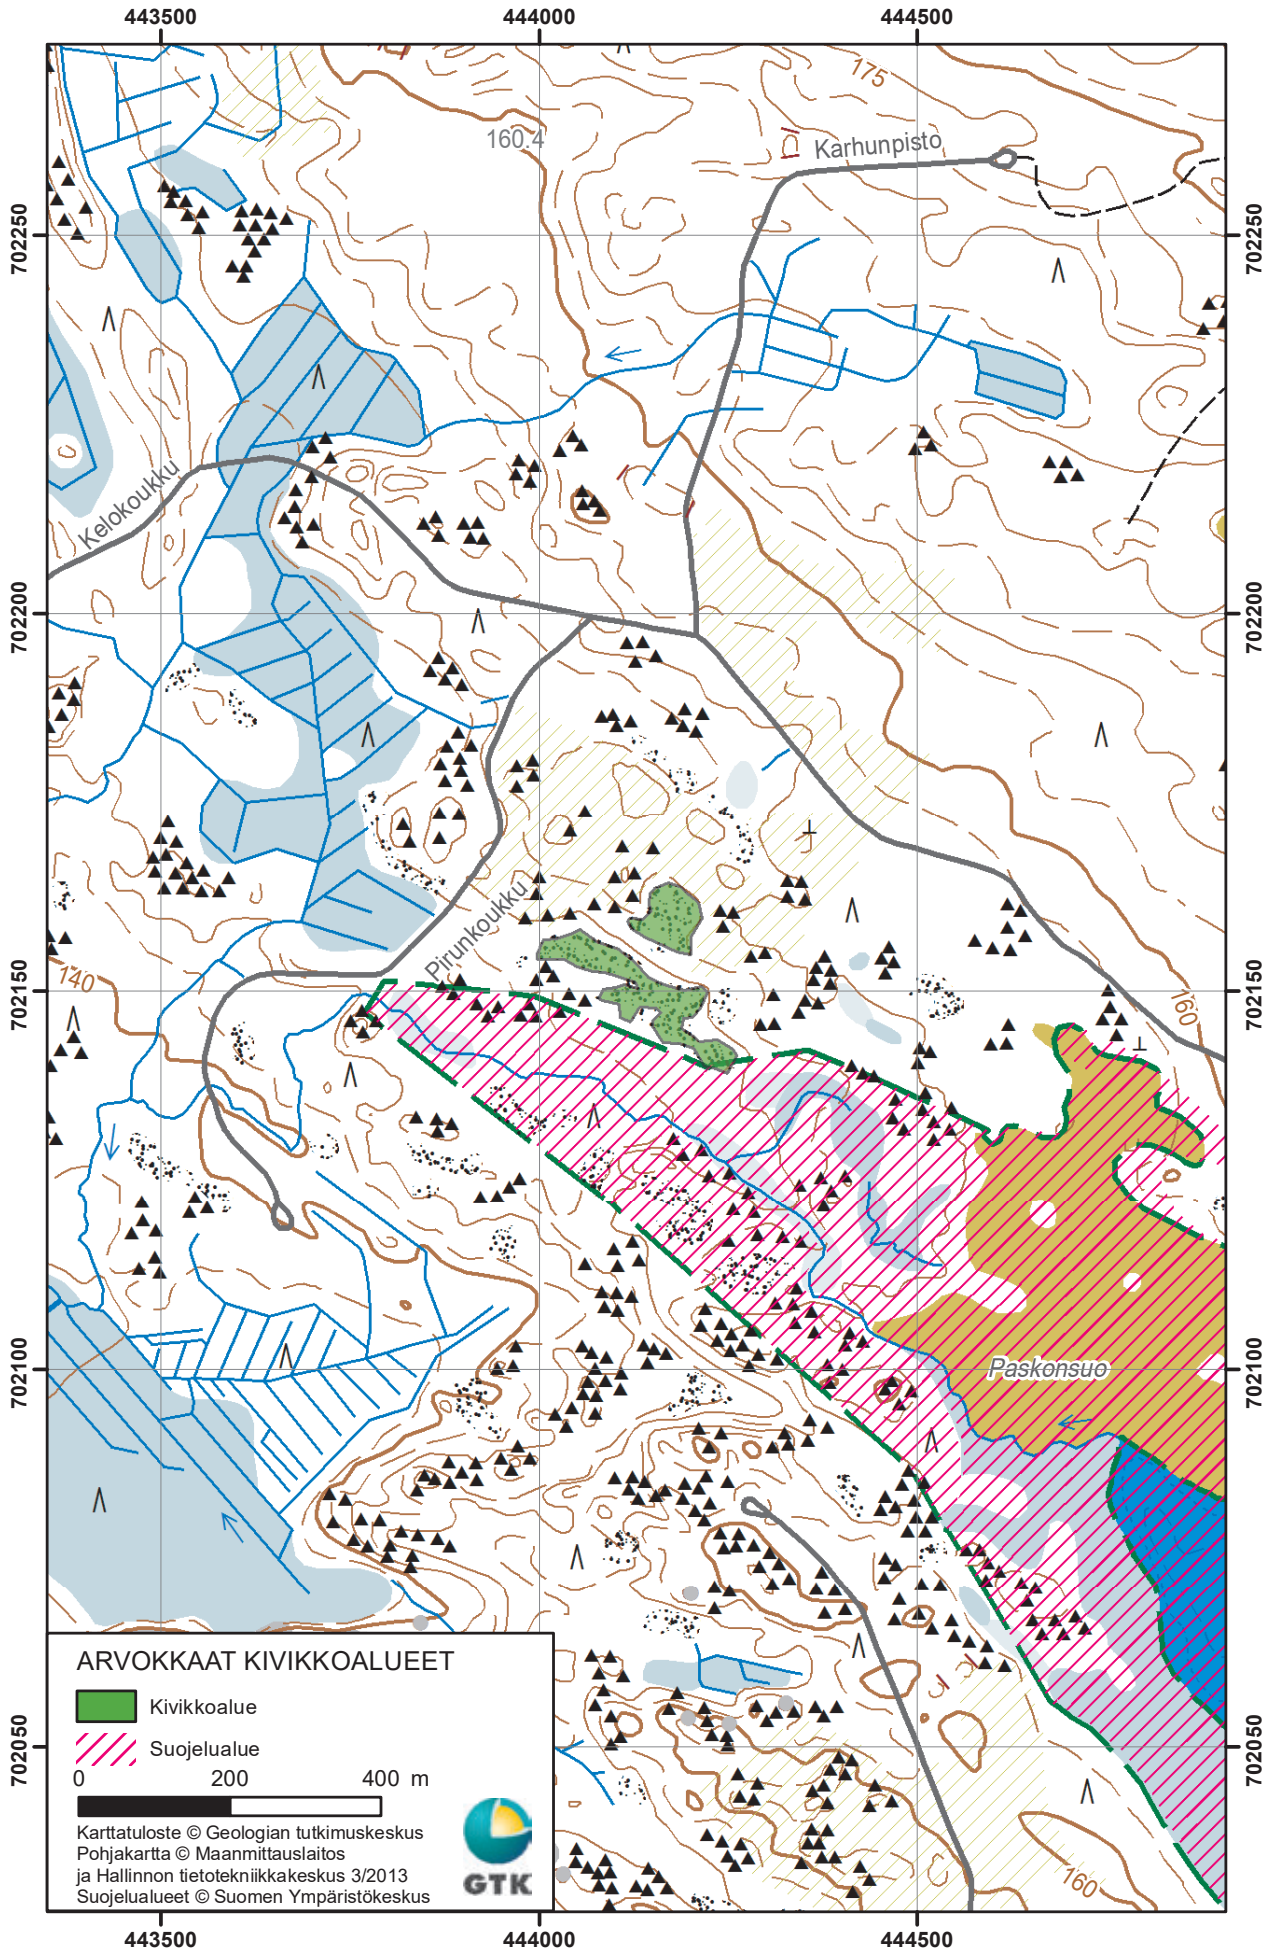 443500 444000 444500
175
160.4
Karhunpisto
702250 702250
Kelokoukku
702200 702200
Pirunkoukku
140
702150 702150
160
702100 702100
Paskonsuo
ARVOKKAAT KIVIKKOALUEET
Kivikkoalue
Suojelualue
702050 702050
0 200 400 m
Karttatuloste © Geologian tutkimuskeskus
Pohjakartta © Maanmittauslaitos
ja Hallinnon tietotekniikkakeskus 3/2013
Suojelualueet © Suomen Ympäristökeskus
GTK
160
443500 444000 444500